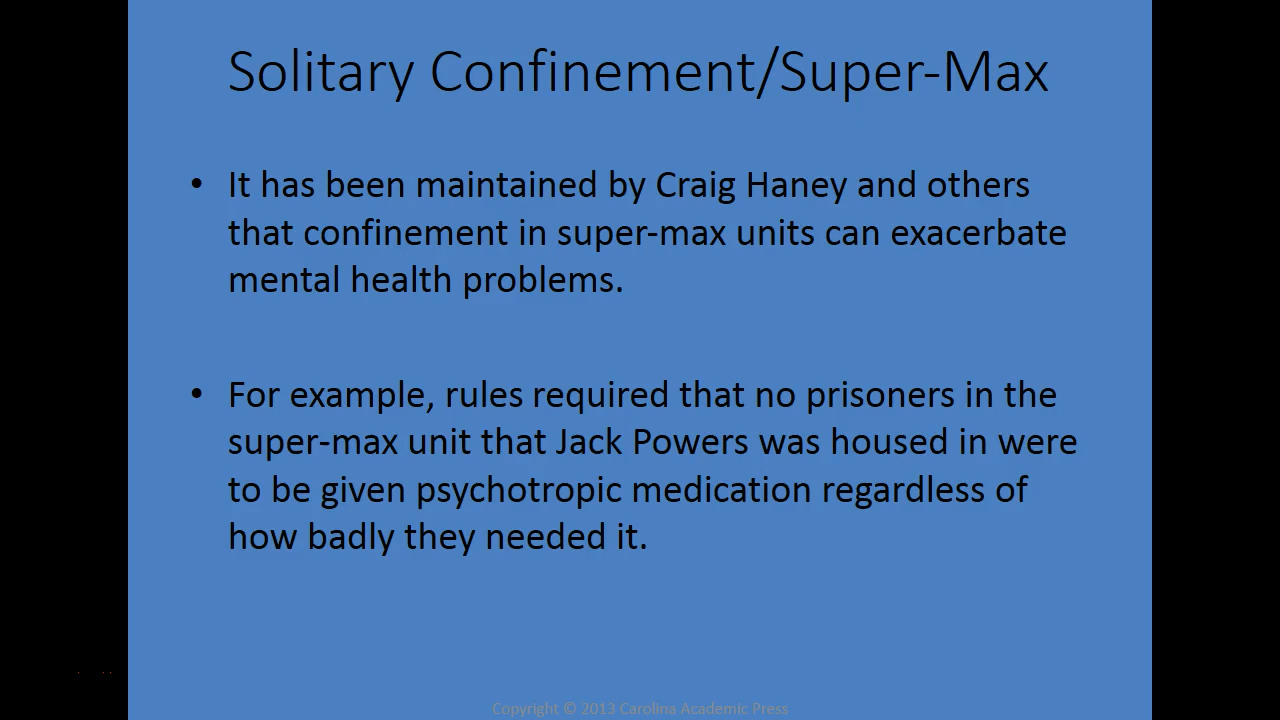 Solitary Confinement/Super-Max
• It has been maintained by Craig Haney and others
that confinement in super-max units can exacerbate
mental health problems.
• For example, rules required that no prisoners in the
super-max unit that Jack Powers was housed in were
to be given psychotropic medication regardless of
how badly they needed it.
Copyright © 2013 Carolina Academic Press